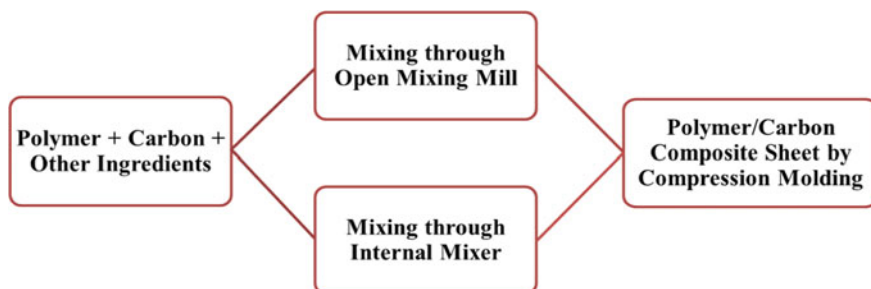 Polymer + Carbon +
Other Ingredients
Mixing through
Open Mixing Mill
Mixing through
Internal Mixer
Polymer/Carbon
Composite Sheet by
Compression Molding